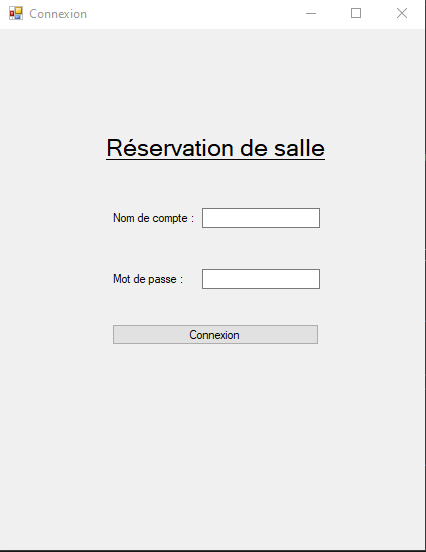 Connexion
Réservation de salle
Nom de compte :
Mot de passe :
Connexion